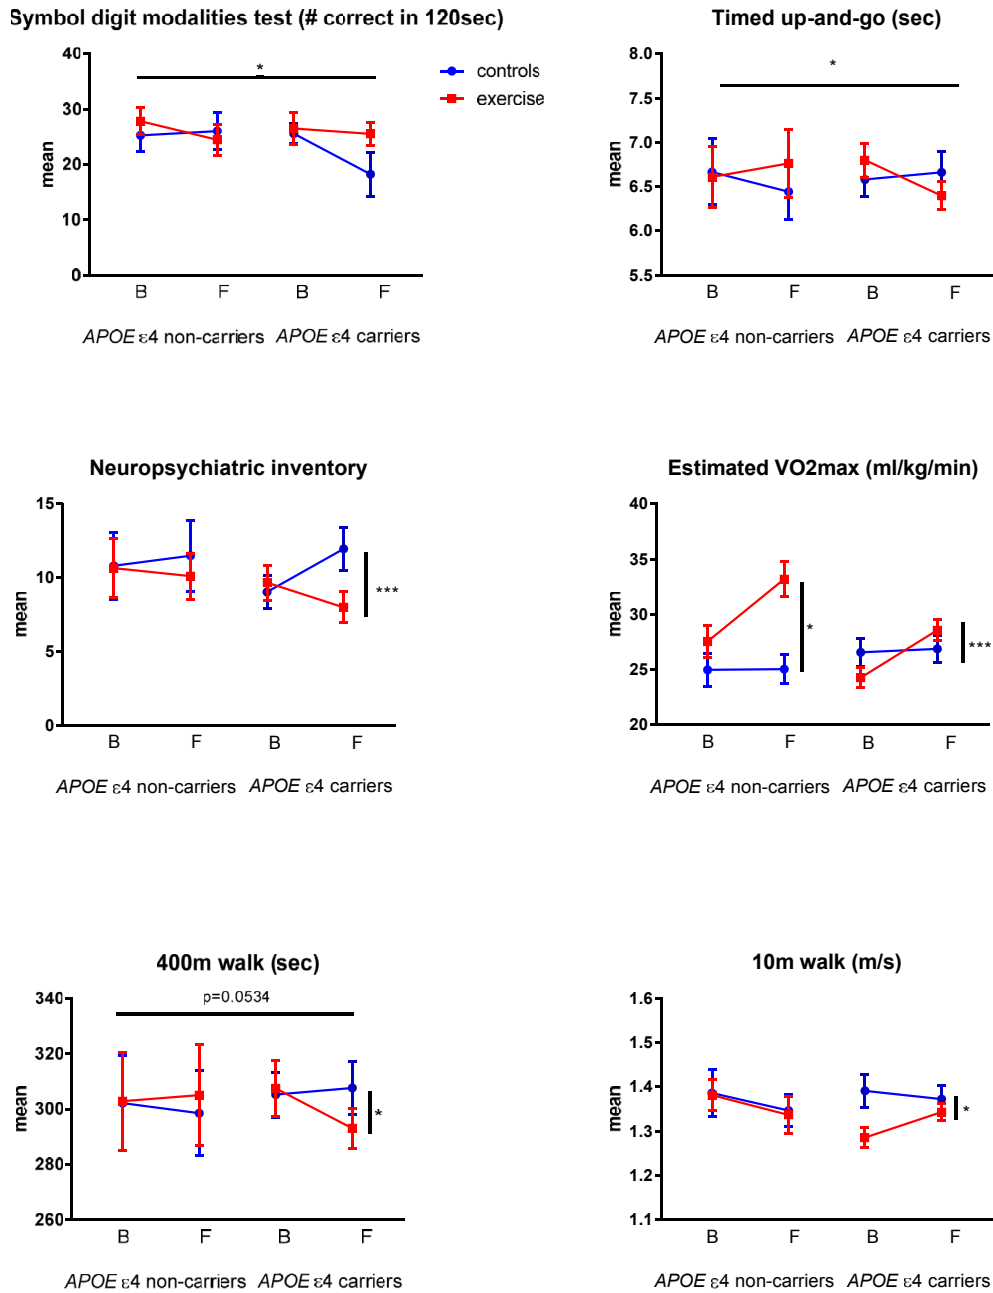 Symbol digit modalities test (# correct in 120sec)
40
30
20
10
0
mean
*
B F B F
APOE ε4 non-carriers APOE ε4 carriers
controls
exercise
Timed up-and-go (sec)
8.0
7.5
7.0
6.5
6.0
5.5
mean
*
B F B F
APOE ε4 non-carriers APOE ε4 carriers
Neuropsychiatric inventory
15
10
5
0
mean
***
B F B F
APOE ε4 non-carriers APOE ε4 carriers
Estimated VO2max (ml/kg/min)
40
35
30
25
20
mean
*
***
B F B F
APOE ε4 non-carriers APOE ε4 carriers
400m walk (sec)
340
320
300
280
260
mean
p=0.0534
*
B F B F
APOE ε4 non-carriers APOE ε4 carriers
10m walk (m/s)
1.6
1.5
1.4
1.3
1.2
1.1
mean
*
B F B F
APOE ε4 non-carriers APOE ε4 carriers